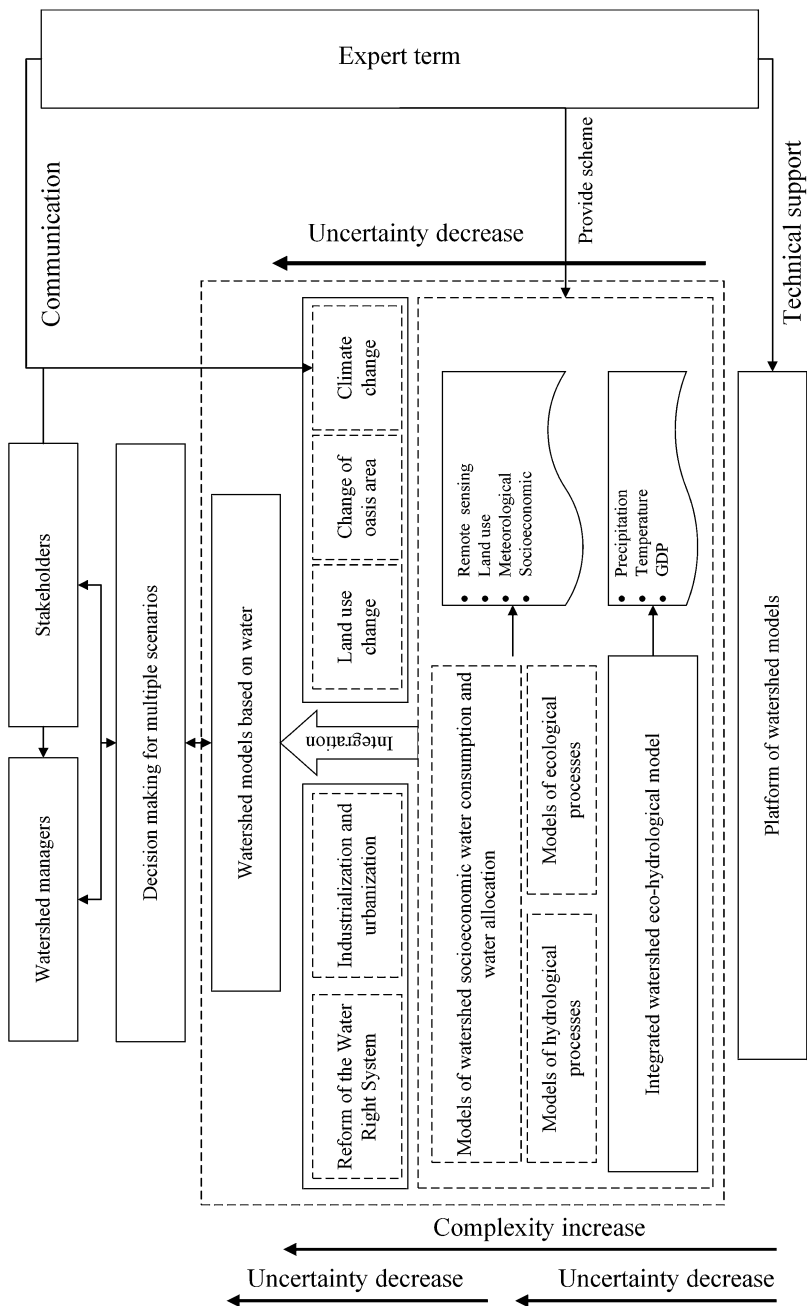 Expert term
Communication
Provide scheme
Technical support
Uncertainty decrease
Stakeholders
Watershed managers
Decision making for multiple scenarios
Watershed models based on water
Climate
change
Change of
oasis area
Land use
change
Integration
Industrialization and
urbanization
Reform of the Water
Right System
• Remote sensing
• Land use
• Meteorological
• Socioeconomic
• Precipitation
• Temperature
• GDP
Models of watershed socioeconomic water consumption and
water allocation
Models of ecological
processes
Models of hydrological
processes
Integrated watershed eco-hydrological model
Platform of watershed models
Complexity increase
Uncertainty decrease
Uncertainty decrease